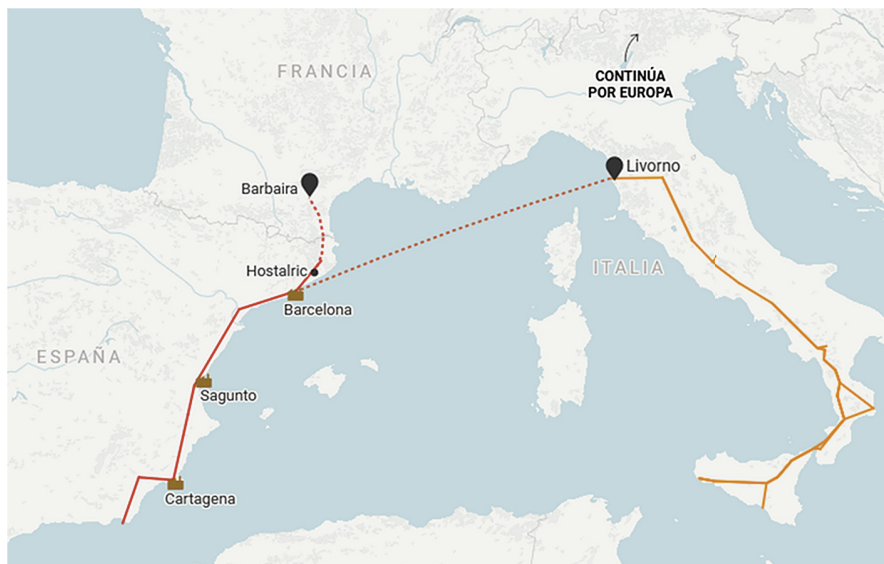 FRANCIA
CONTINÚA
POR EUROPA
Barbaira
Livorno
Hostalric
ITALIA
Barcelona
ESPAÑA
Sagunto
Cartagena